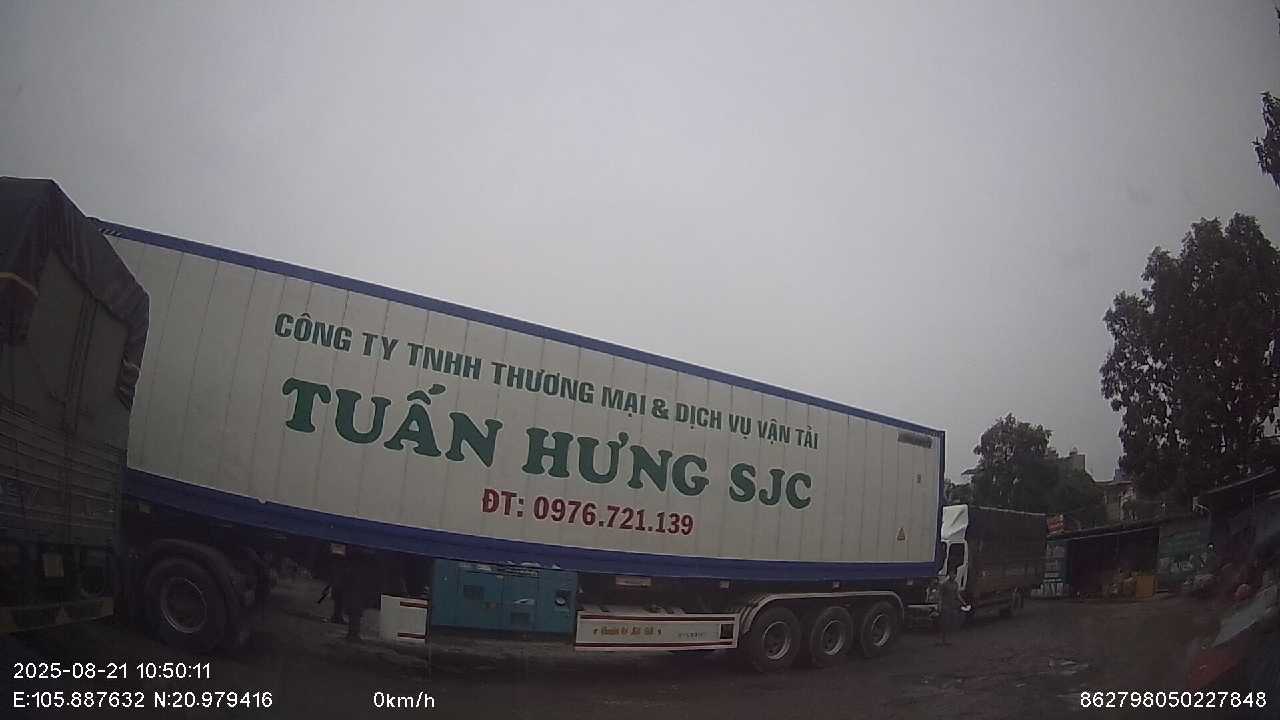 CÔNG TY TNHH THƯƠNG MẠI & DỊCH VỤ VẬN TẢI
TUẤN HƯNG SJC
ĐT: 0976.721.139
2025-08-21 10:50:11
E:105.887632 N:20.979416
0km/h
862798050227848